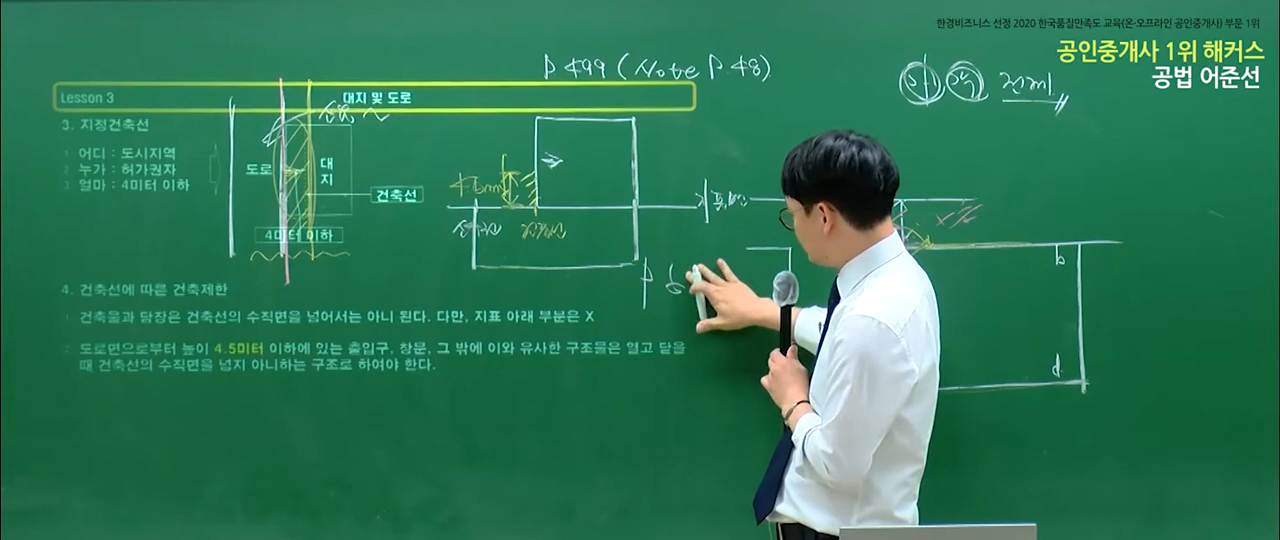 한경비즈니스 선정 2020 한국품질만족도 교육(온·오프라인 공인중개사) 부문 1위
공인중개사 1위 해커스
공법 어준선
P 499 (Note P 48)
Lesson 3
대지 및 도로
3. 지정건축선
1 어디 : 도시지역
2 누가 : 허가권자
3 얼마 : 4미터 이하
도로
대지
건축선
4미터 이하
4. 건축선에 따른 건축제한
1 건축물과 담장은 건축선의 수직면을 넘어서는 아니 된다. 다만, 지표 아래 부분은 X
2 도로면으로부터 높이 4.5미터 이하에 있는 출입구, 창문, 그 밖에 이와 유사한 구조물은 열고 닫을
때 건축선의 수직면을 넘지 아니하는 구조로 하여야 한다.
4.5m
b
d